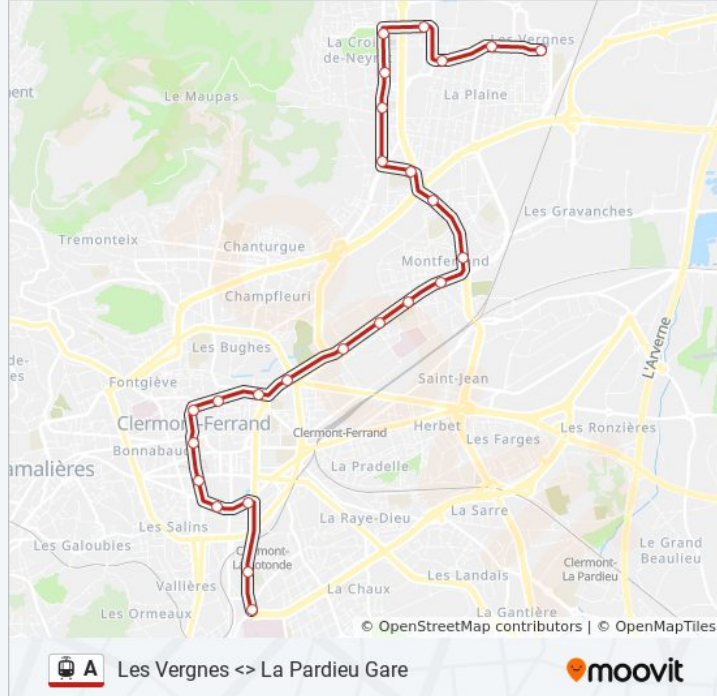 La Croi
de-Neyr
Les Vergnes
ent
Le Maupas
La Plaine
Les Gravanches
Tremonteix
Chanturgue
Montferrand
Champfleuri
L'Arverne
Les Bughes
de-
es
Fontgiève
Saint-Jean
Clermont-Ferrand
Clermont-Ferrand
Herbet
Les Ronzières
Les Farges
Bonnabaud
amalières
La Pradelle
La Sarre
Les Salins
La Raye-Dieu
Les Galoubies
Clermont-
La Rotonde
Le Grand
Beaulieu
Clermont-
La Pardieu
Vallières
La Chaux
Les Landais
Les Ormeaux
La Gantière
© OpenStreetMap contributors | © OpenMapTiles
A Les Vergnes <> La Pardieu Gare
moovit